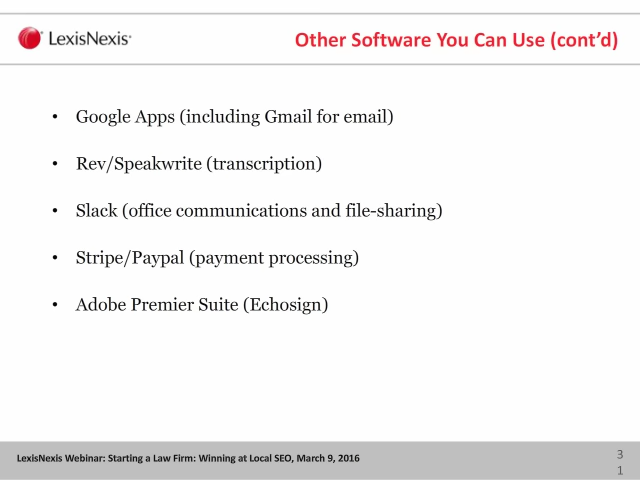 LexisNexis®
Other Software You Can Use (cont’d)
• Google Apps (including Gmail for email)
• Rev/Speakwrite (transcription)
• Slack (office communications and file-sharing)
• Stripe/Paypal (payment processing)
• Adobe Premier Suite (Echosign)
LexisNexis Webinar: Starting a Law Firm: Winning at Local SEO, March 9, 2016
3
1